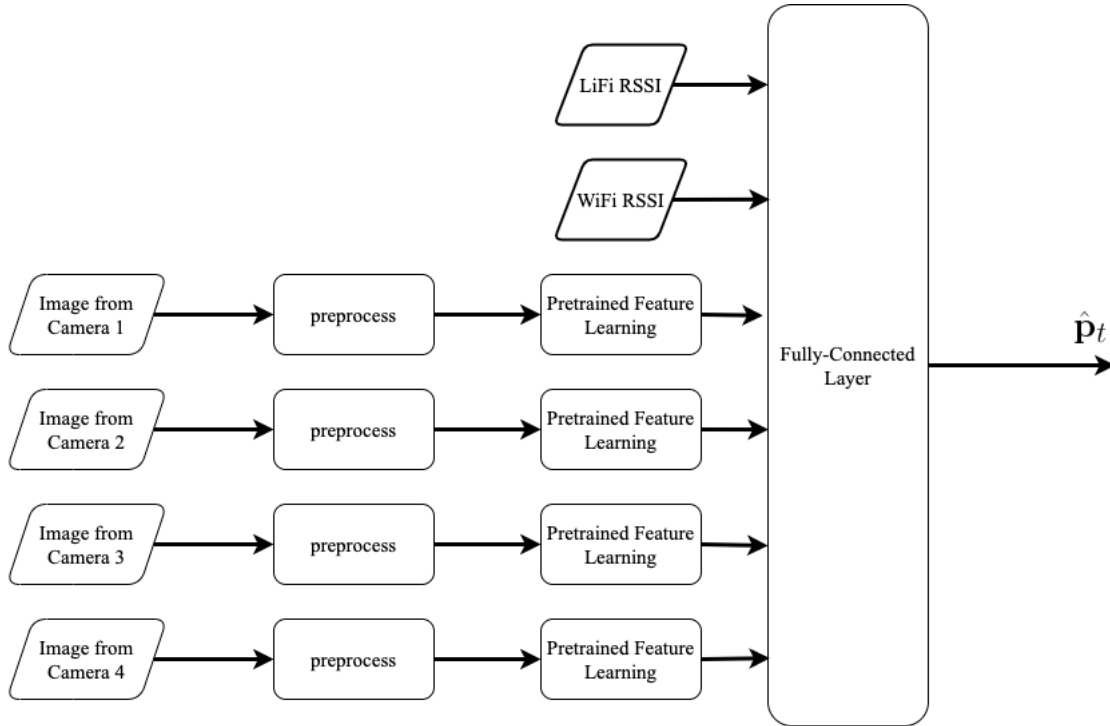 LiFi RSSI
WiFi RSSI
Image from
Camera 1
preprocess
Pretrained Feature
Learning
Image from
Camera 2
preprocess
Pretrained Feature
Learning
Image from
Camera 3
preprocess
Pretrained Feature
Learning
Image from
Camera 4
preprocess
Pretrained Feature
Learning
Fully-Connected
Layer
p̂t